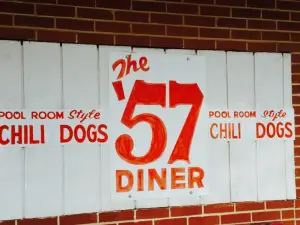 The
'57
DINER
POOL ROOM Style
CHILI DOGS
POOL ROOM Style
CHILI DOGS